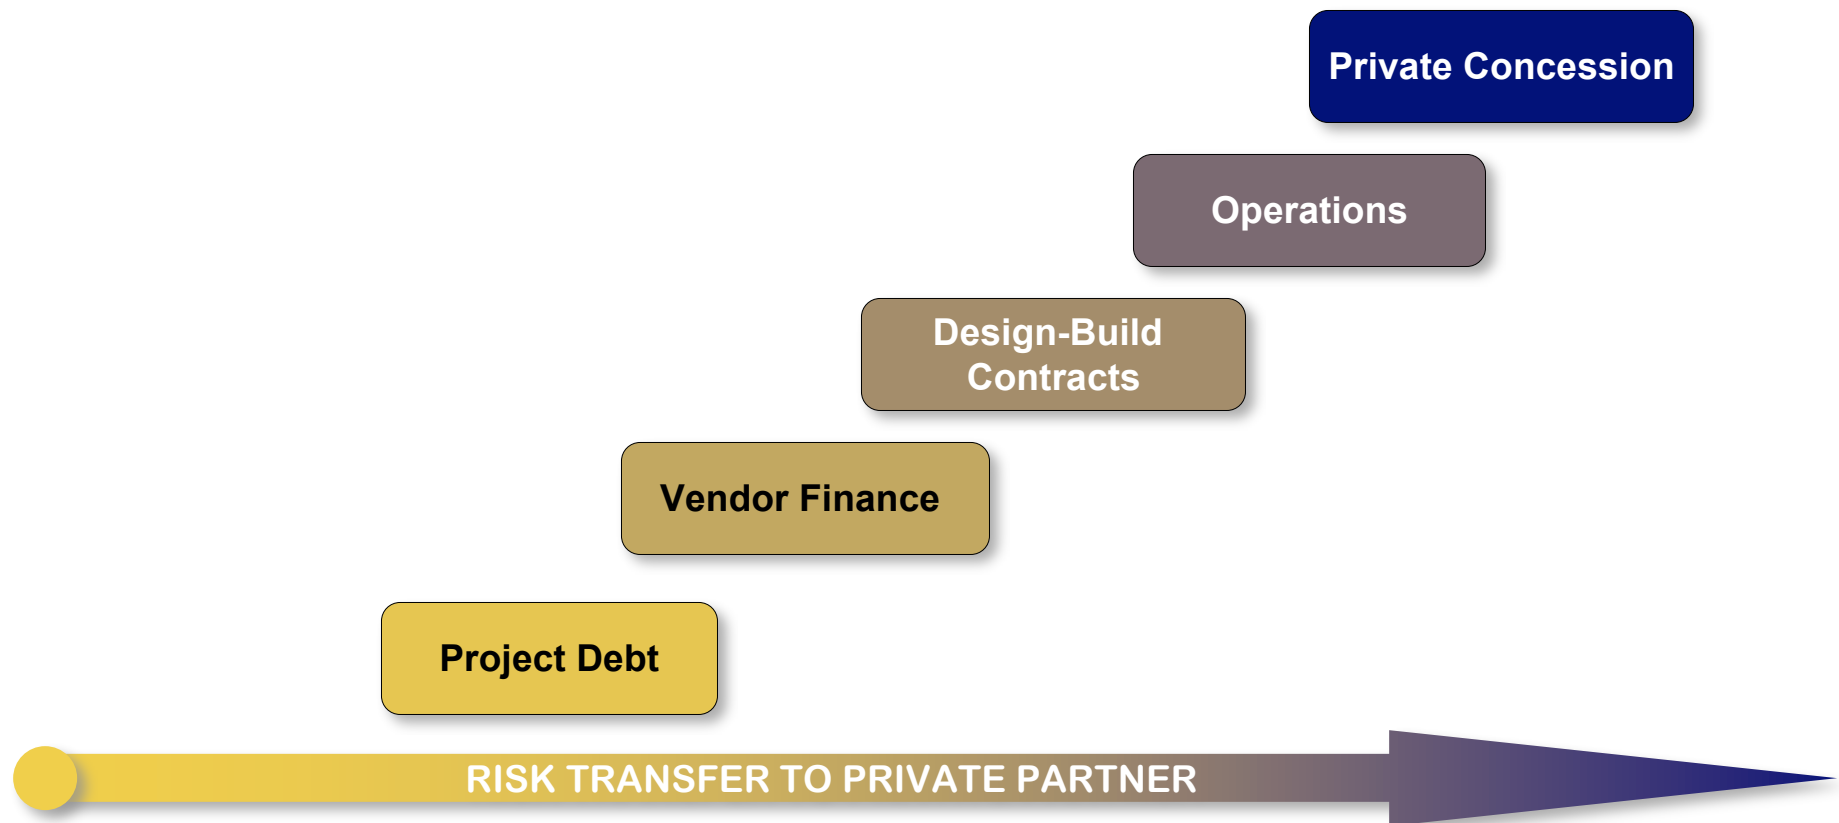 Private Concession
Operations
Design-Build
Contracts
Vendor Finance
Project Debt
RISK TRANSFER TO PRIVATE PARTNER